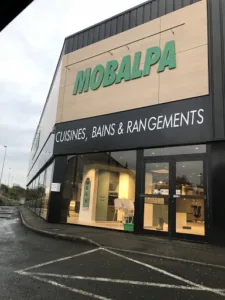 MOBALPA
CUISINES, BAINS & RANGEMENTS